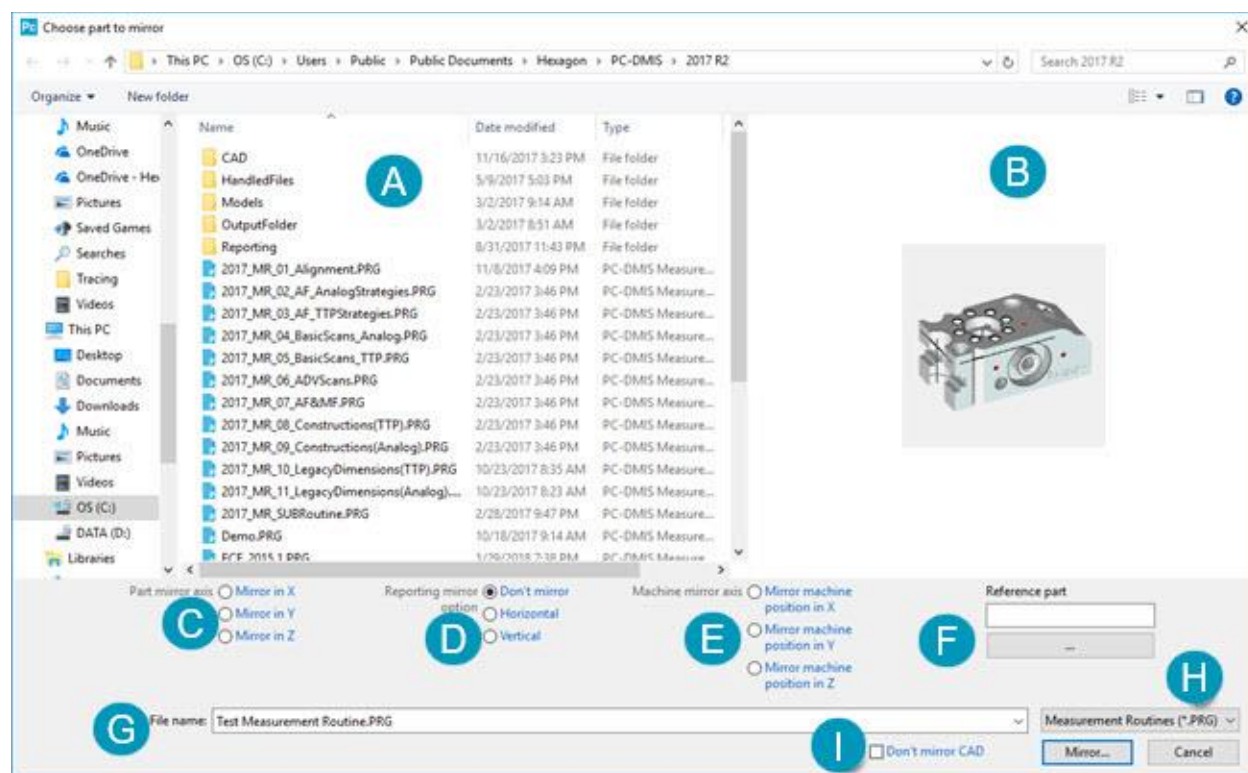 Pc Choose part to mirror
This PC › OS (C:) › Users › Public › Public Documents › Hexagon › PC-DMIS › 2017 R2
Search 2017 R2
Organize
New folder
Music
OneDrive
OneDrive - Hex
Pictures
Saved Games
Searches
Tracing
Videos
This PC
Desktop
Documents
Downloads
Music
Pictures
Videos
OS (C:)
DATA (D:)
Libraries
Name Date modified Type
CAD 11/16/2017 3:23 PM File folder
HandledFiles 5/9/2017 5:03 PM File folder
Models 3/2/2017 9:14 AM File folder
OutputFolder 3/2/2017 8:51 AM File folder
Reporting 8/31/2017 11:43 PM File folder
2017_MR_01_Alignment.PRG 11/8/2017 4:09 PM PC-DMIS Measure...
2017_MR_02_AF_AnalogStrategies.PRG 2/23/2017 3:46 PM PC-DMIS Measure...
2017_MR_03_AF_TTPStrategies.PRG 2/23/2017 3:46 PM PC-DMIS Measure...
2017_MR_04_BasicScans_Analog.PRG 2/23/2017 3:46 PM PC-DMIS Measure...
2017_MR_05_BasicScans_TTP.PRG 2/23/2017 3:46 PM PC-DMIS Measure...
2017_MR_06_ADVScans.PRG 2/23/2017 3:46 PM PC-DMIS Measure...
2017_MR_07_AF&MF.PRG 2/23/2017 3:46 PM PC-DMIS Measure...
2017_MR_08_Constructions(TTP).PRG 2/23/2017 3:46 PM PC-DMIS Measure...
2017_MR_09_Constructions(Analog).PRG 2/23/2017 3:46 PM PC-DMIS Measure...
2017_MR_10_LegacyDimensions(TTP).PRG 10/23/2017 8:35 AM PC-DMIS Measure...
2017_MR_11_LegacyDimensions(Analog).... 10/23/2017 8:23 AM PC-DMIS Measure...
2017_MR_SUBRoutine.PRG 2/28/2017 9:47 PM PC-DMIS Measure...
Demo.PRG 10/18/2017 9:14 AM PC-DMIS Measure...
1/29/2018 7:38 PM PC-DMIS Measure
A
B
Part mirror axis
Mirror in X
Mirror in Y
Mirror in Z
C
Reporting mirror
option
Don't mirror
Horizontal
Vertical
D
Machine mirror axis
Mirror machine
position in X
Mirror machine
position in Y
Mirror machine
position in Z
E
Reference part
...
F
H
G
File name: Test Measurement Routine.PRG
Measurement Routines (*.PRG)
I
Don't mirror CAD
Mirror...
Cancel